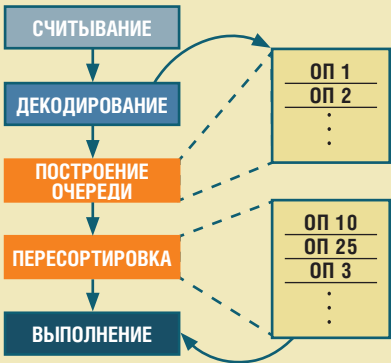 СЧИТЫВАНИЕ
ДЕКОДИРОВАНИЕ
ПОСТРОЕНИЕ
ОЧЕРЕДИ
ПЕРЕСОРТИРОВКА
ВЫПОЛНЕНИЕ
ОП 1
ОП 2
ОП 10
ОП 25
ОП 3